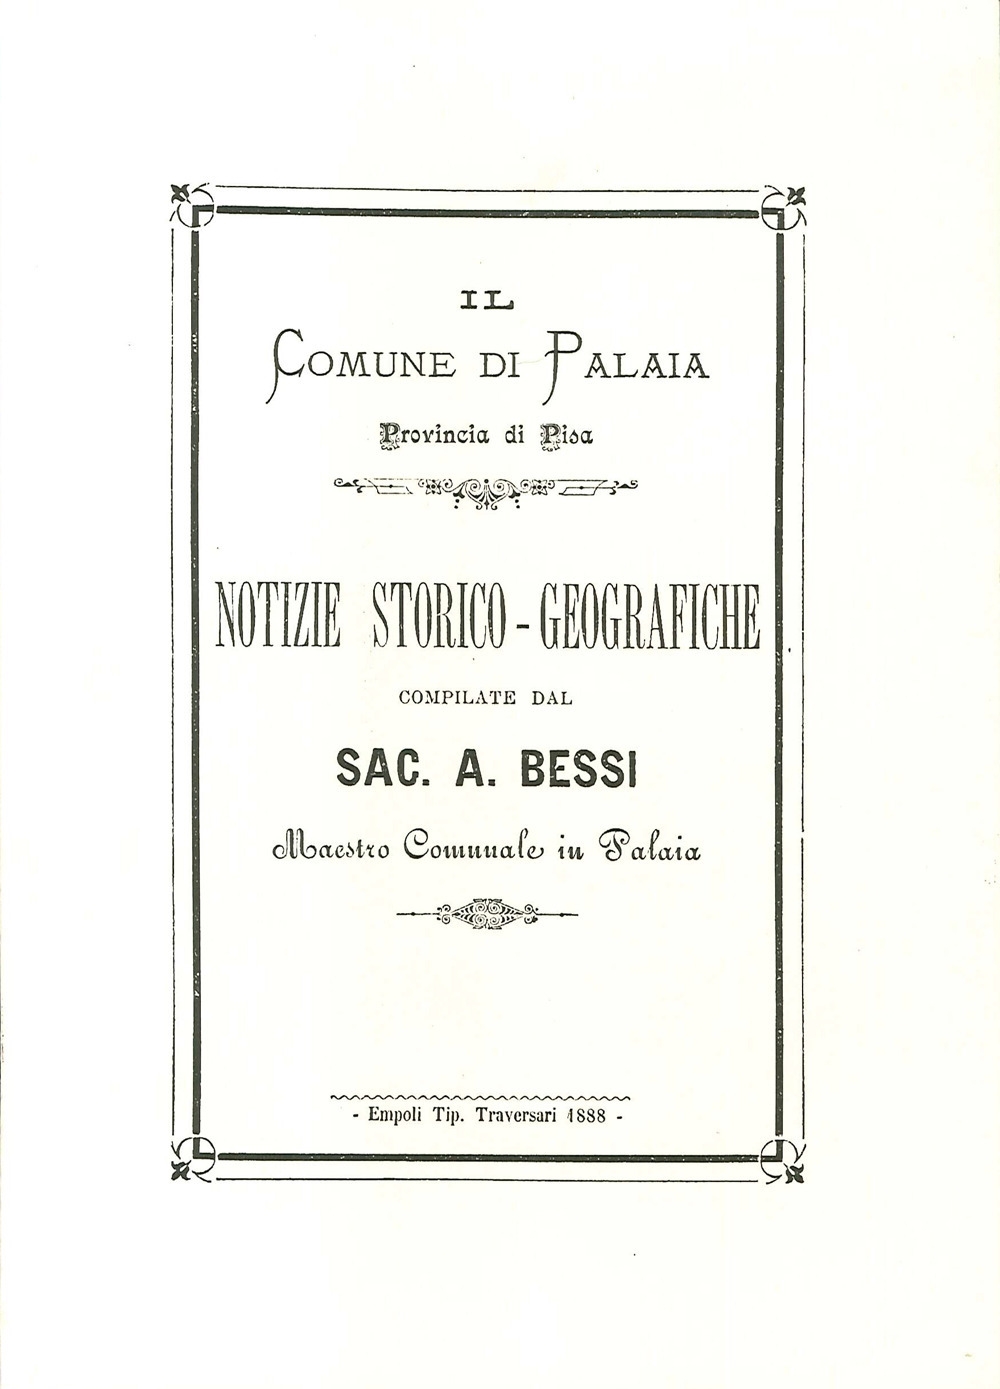 IL
COMUNE DI PALAIA
Provincia di Pisa
NOTIZIE STORICO-GEOGRAFICHE
COMPILATE DAL
SAC. A. BESSI
Maestro Comunale in Palaia
- Empoli Tip. Traversari 1888 -